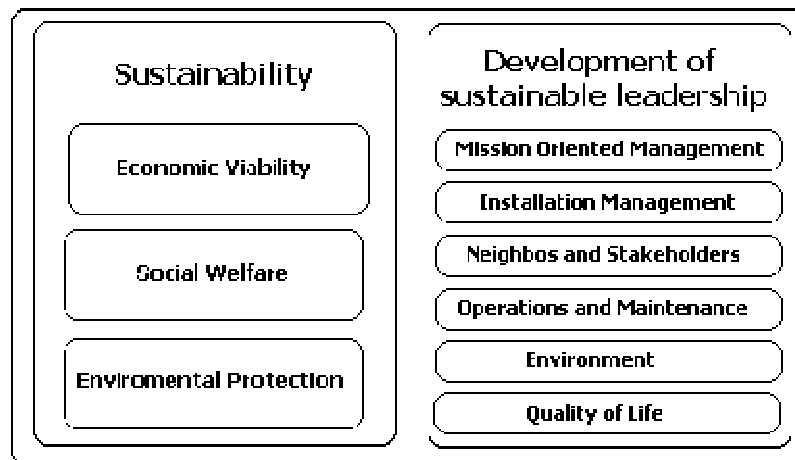 Sustainability
Economic Viability
Social Welfare
Enviromental Protection
Development of
sustainable leadership
Mission Oriented Management
Installation Management
Neighbos and Stakeholders
Operations and Maintenance
Environment
Quality of Life